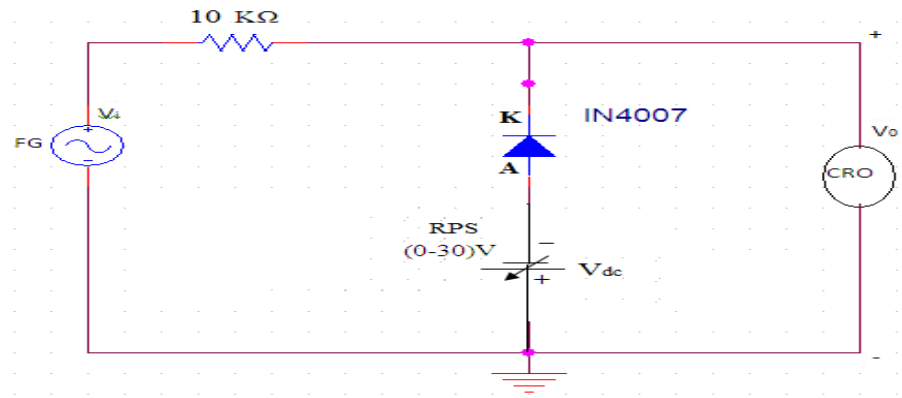 10 KΩ
+
Vi
FG
+
-
K
IN4007
A
Vo
CRO
RPS
(0-30)V
-
+
Vdc
-